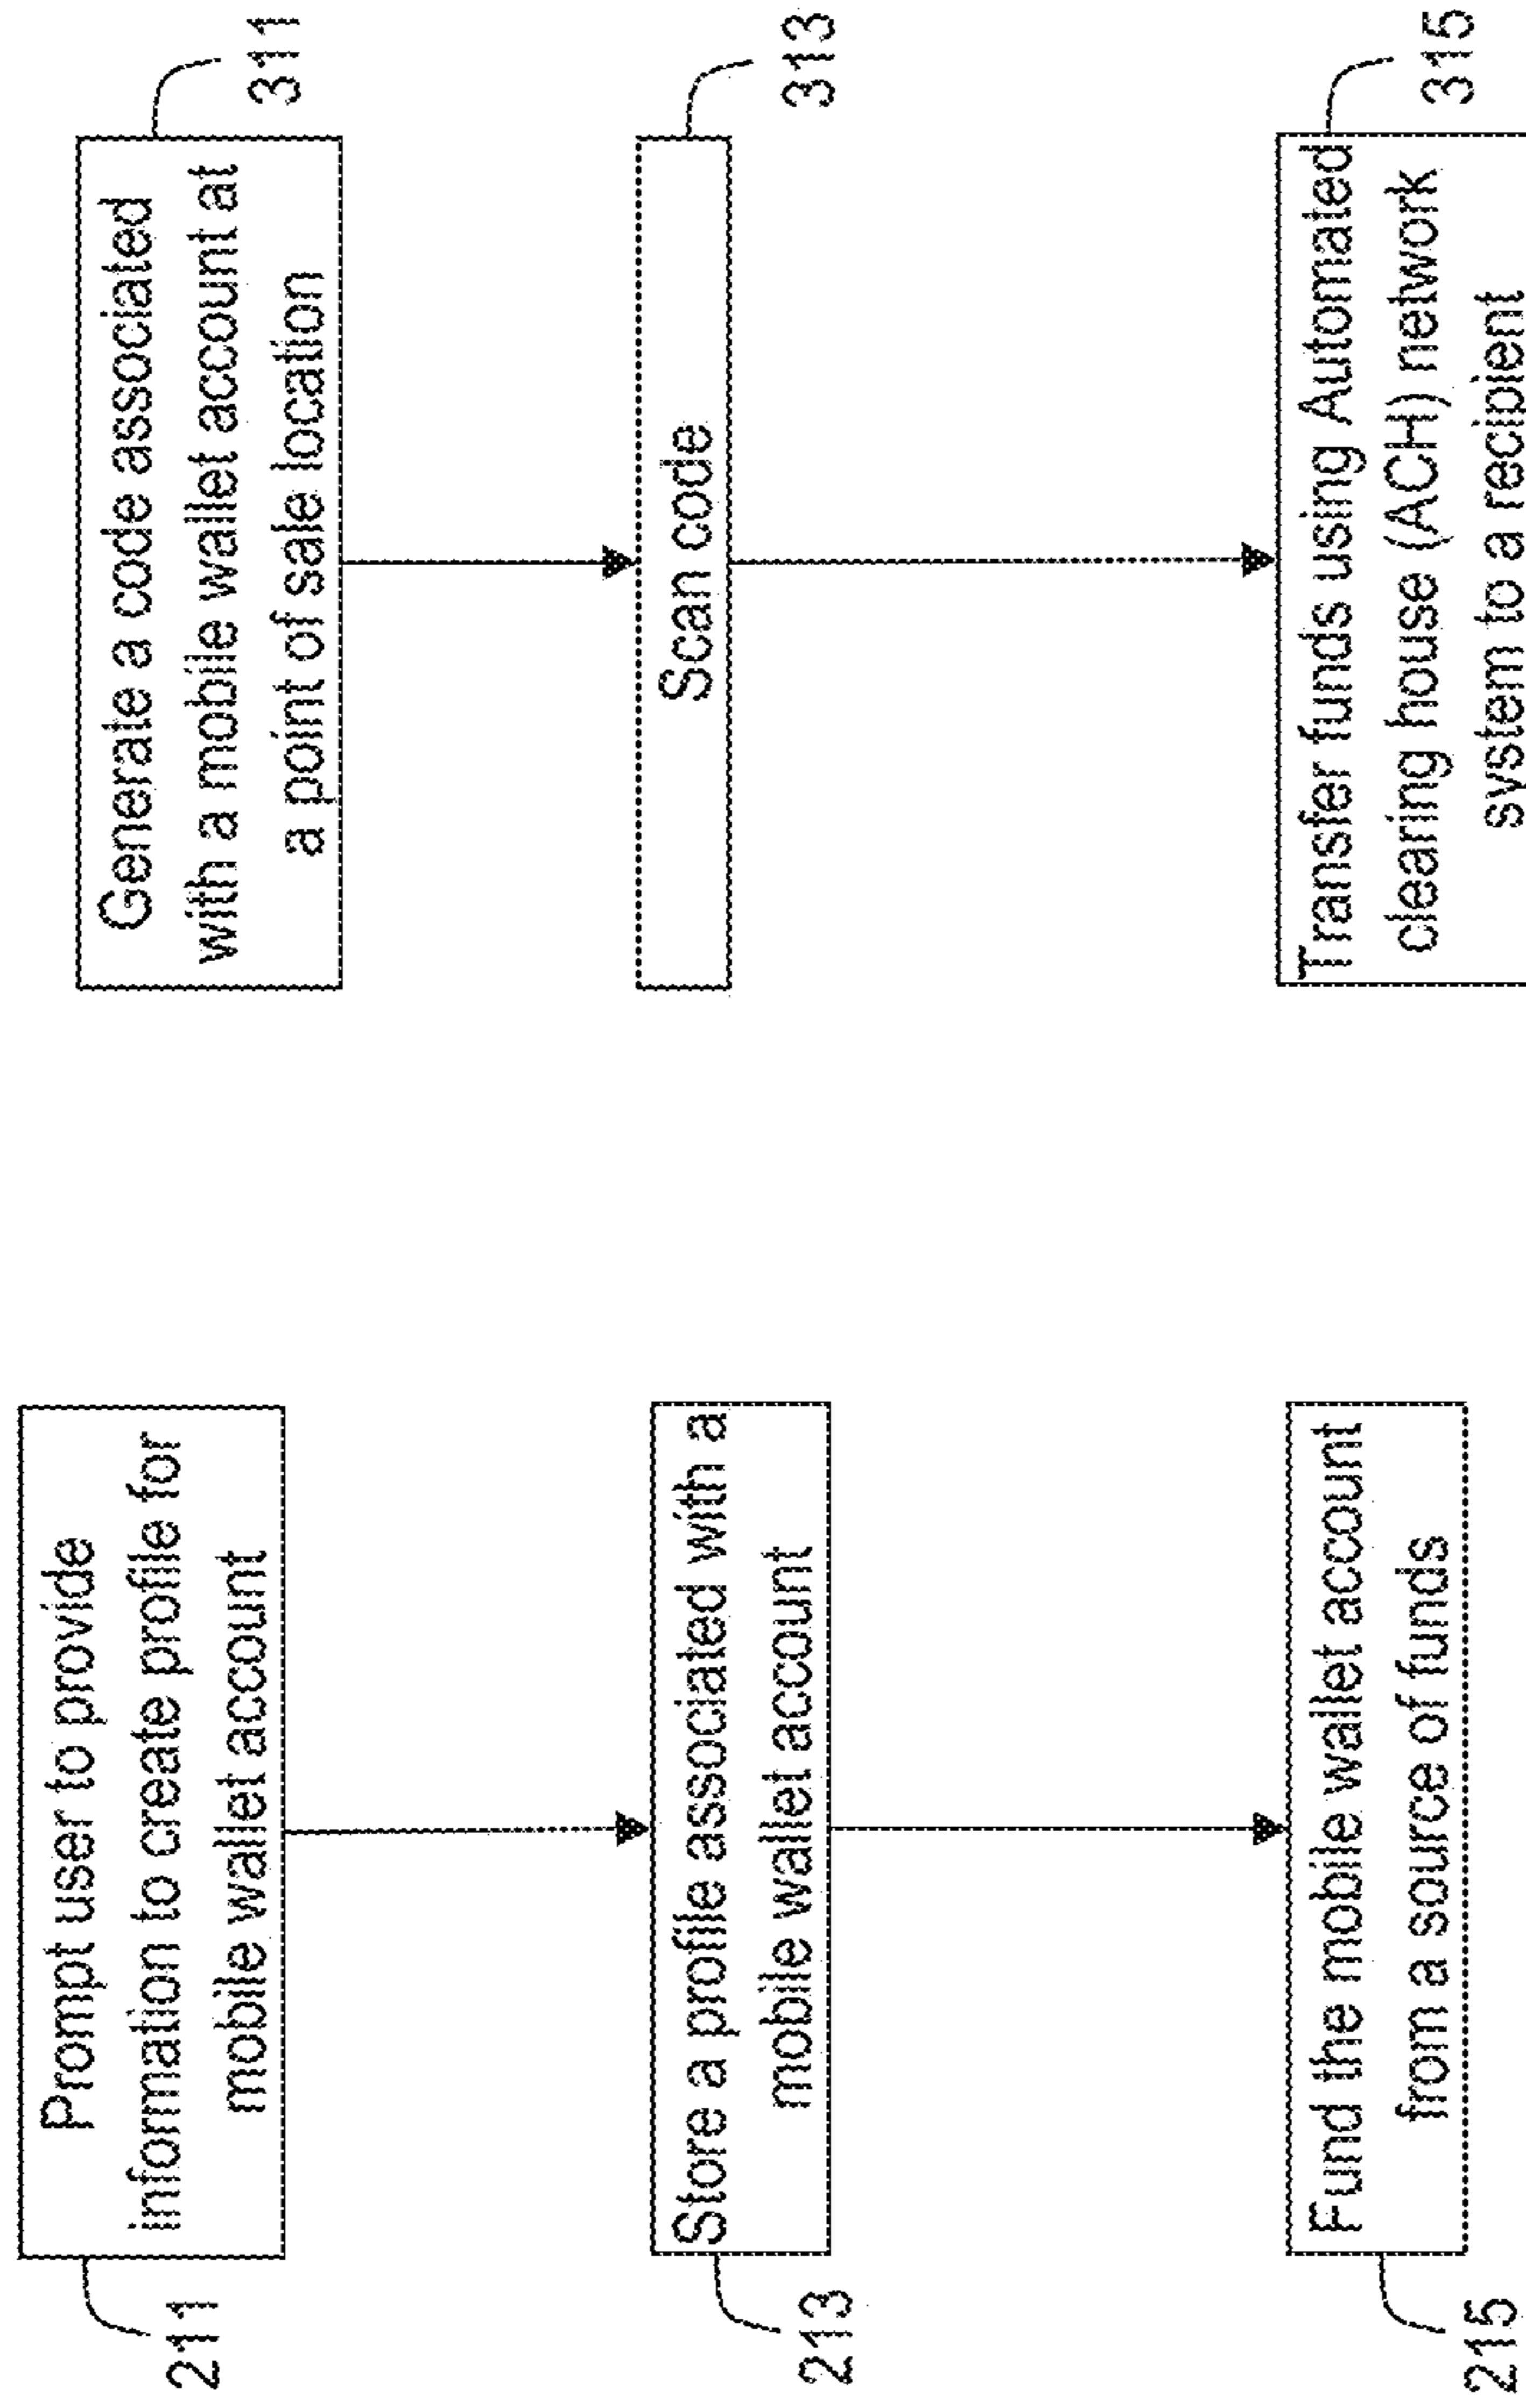 Prompt user to provide
information to create profile for
mobile wallet account
211
Store a profile associated with a
mobile wallet account
213
Fund the mobile wallet account
from a source of funds
215
Generate a code associated
with a mobile wallet account at
a point of sale location
311
Scan code
313
Transfer funds using Automated
clearing house (ACH) network
system to a recipient
315